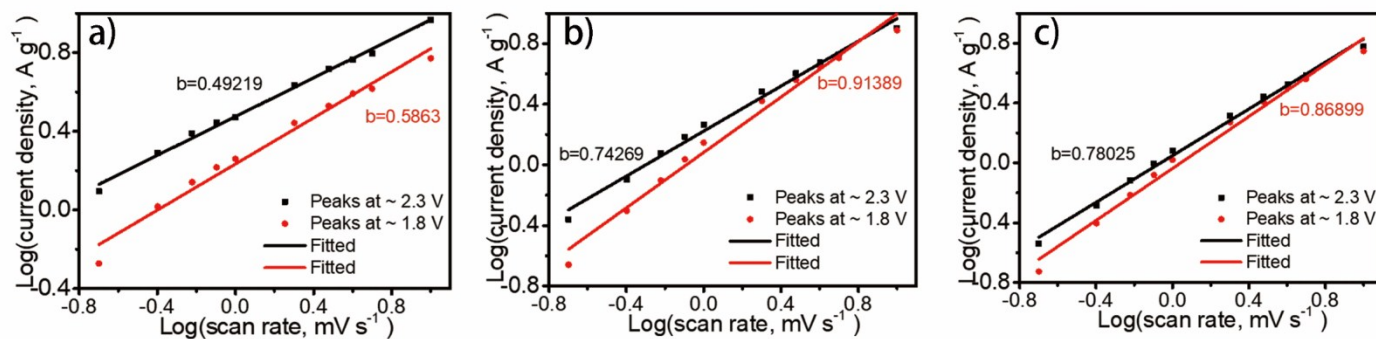 a)
b=0.49219
b=0.5863
Peaks at ~ 2.3 V
Peaks at ~ 1.8 V
Fitted
Fitted
Log(current density, A g-1)
0.8
0.4
0.0
-0.4
-0.8 -0.4 0.0 0.4 0.8
Log(scan rate, mV s-1)
b)
b=0.91389
b=0.74269
Peaks at ~ 2.3 V
Peaks at ~ 1.8 V
Fitted
Fitted
Log(current density, A g-1)
0.8
0.4
0.0
-0.4
-0.8
-0.8 -0.4 0.0 0.4 0.8
Log(scan rate, mV s-1)
c)
b=0.86899
b=0.78025
Peaks at ~ 2.3 V
Peaks at ~ 1.8 V
Fitted
Fitted
Log(current density, A g-1)
0.8
0.4
0.0
-0.4
-0.8
-0.8 -0.4 0.0 0.4 0.8
Log(scan rate, mV s-1)